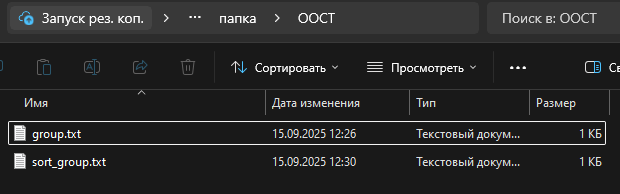 Запуск рез. коп. > ... папка > ООСТ Поиск в: ООСТ
Сортировать Просмотреть ... Св
Имя Дата изменения Тип Размер
group.txt 15.09.2025 12:26 Текстовый докум... 1 КБ
sort_group.txt 15.09.2025 12:30 Текстовый докум... 1 КБ